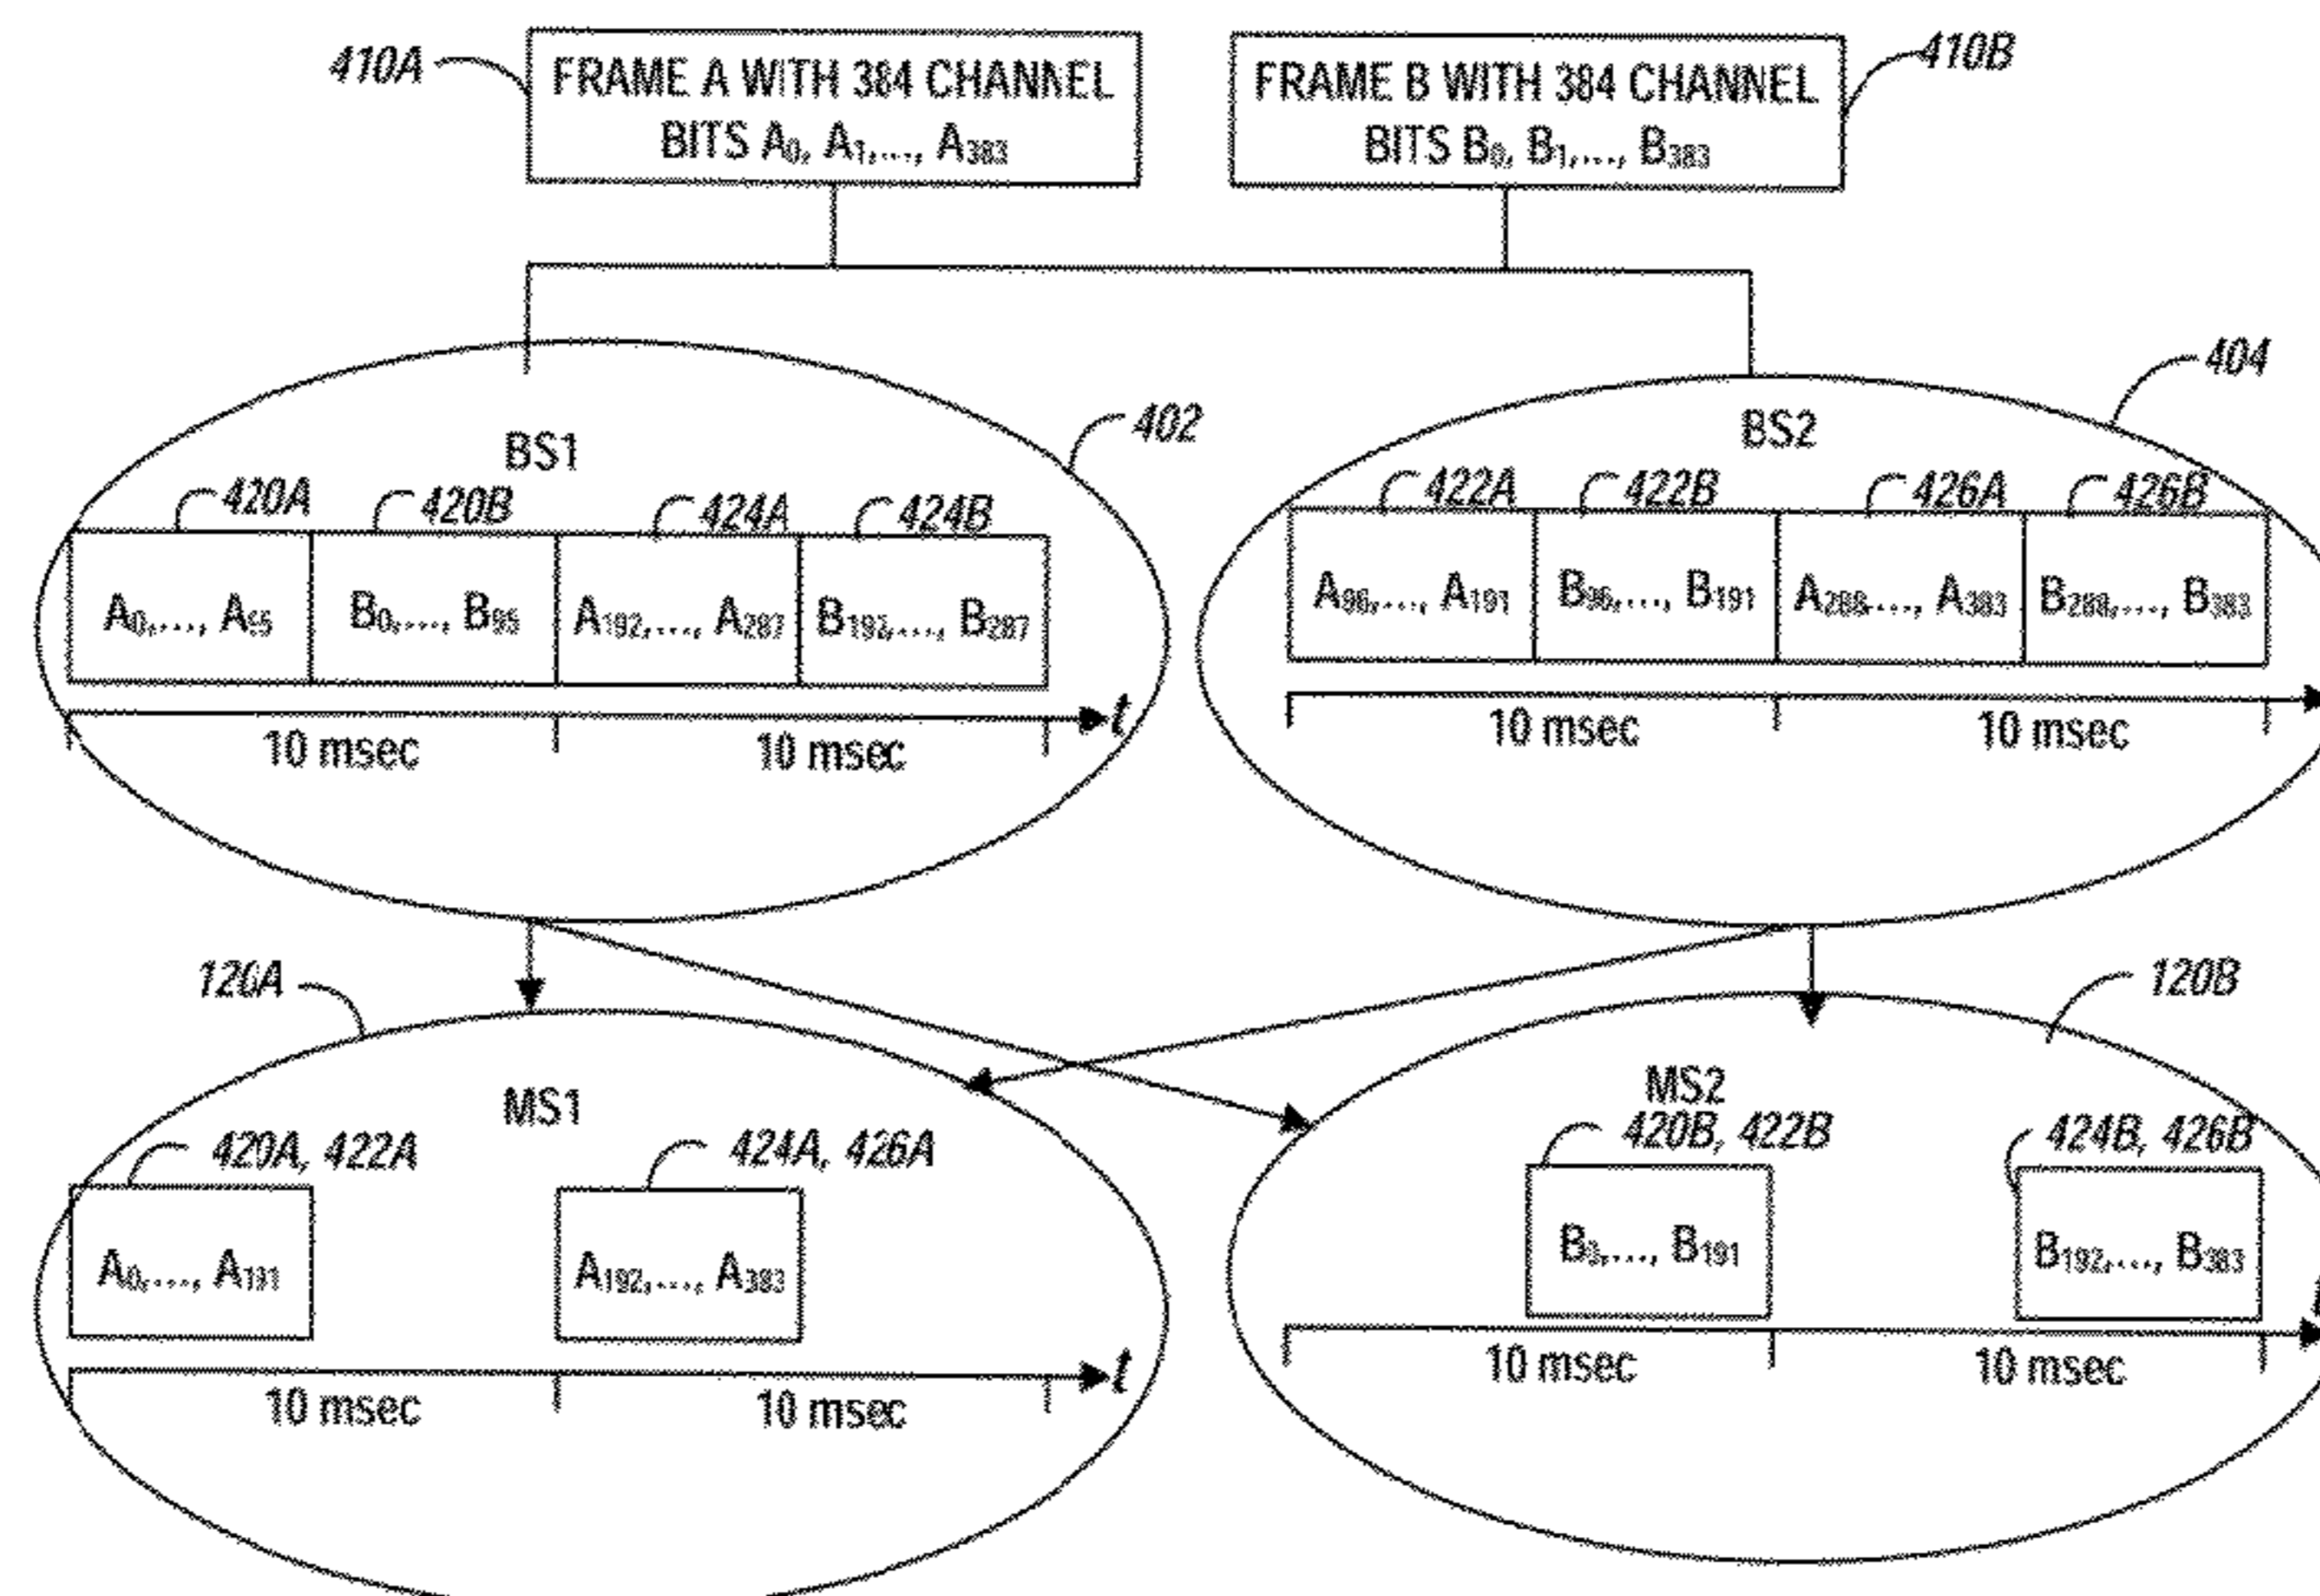 410A
FRAME A WITH 384 CHANNEL
BITS A₀, A₁,..., A₃₈₃
FRAME B WITH 384 CHANNEL
BITS B₀, B₁,..., B₃₈₃
410B
BS1
402
420A
420B
424A
424B
A₀,..., A₉₅
B₀,..., B₉₅
A₁₉₂,..., A₂₈₇
B₁₉₂,..., B₂₈₇
10 msec
10 msec
t
BS2
404
422A
422B
426A
426B
A₉₆,..., A₁₉₁
B₉₆,..., B₁₉₁
A₂₈₈,..., A₃₈₃
B₂₈₈,..., B₃₈₃
10 msec
10 msec
120A
MS1
420A, 422A
424A, 426A
A₀,..., A₁₉₁
A₁₉₂,..., A₃₈₃
10 msec
10 msec
t
120B
MS2
420B, 422B
424B, 426B
B₀,..., B₁₉₁
B₁₉₂,..., B₃₈₃
10 msec
10 msec